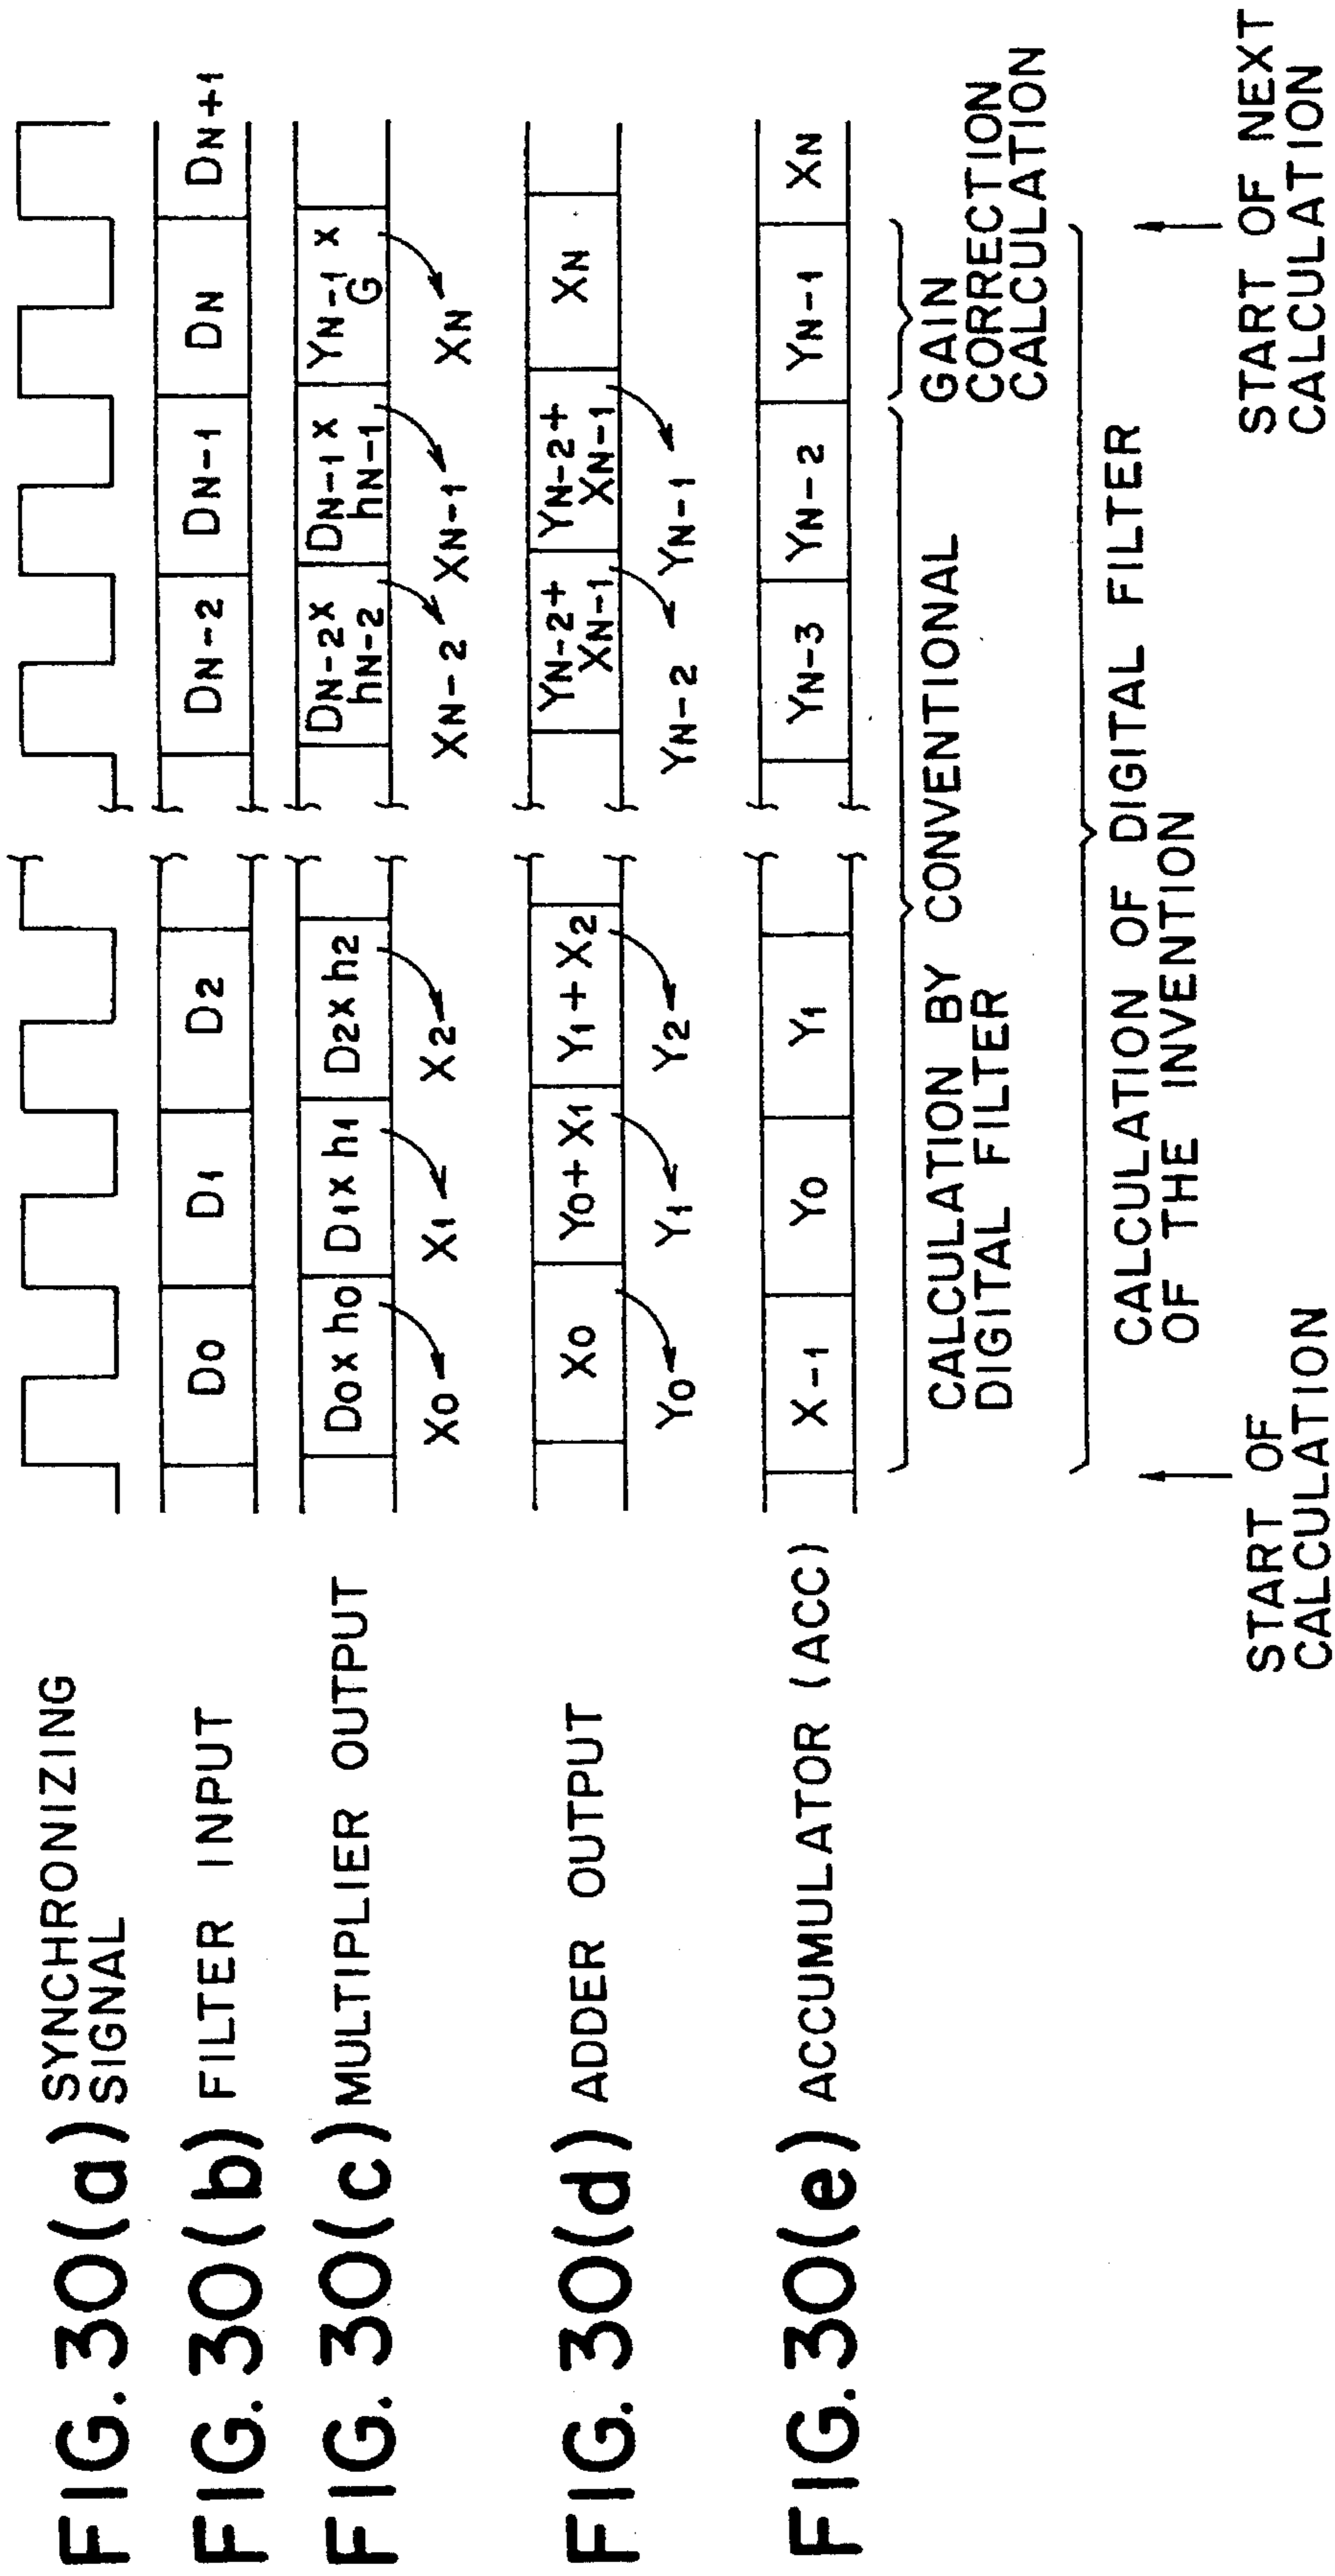 FIG. 30(a) SYNCHRONIZING
SIGNAL
FIG. 30(b) FILTER INPUT
D0 D1 D2 DN-2 DN-1 DN DN+1
FIG. 30(c) MULTIPLIER OUTPUT
D0 x h0 D1 x h1 D2 x h2 DN-2 x DN-1 x YN-1 x
hN-2 hN-1 G
X0 X1 X2 XN-2 XN-1 XN
FIG. 30(d) ADDER OUTPUT
X0 Y0 + X1 Y1 + X2 YN-2 + YN-2 + XN
XN-1 XN-1
Y0 Y1 Y2 YN-2 YN-1
FIG. 30(e) ACCUMULATOR (ACC)
X-1 Y0 Y1 YN-3 YN-2 YN-1 XN
CALCULATION BY CONVENTIONAL
DIGITAL FILTER
GAIN
CORRECTION
CALCULATION
CALCULATION OF DIGITAL FILTER
OF THE INVENTION
START OF
CALCULATION
START OF NEXT
CALCULATION